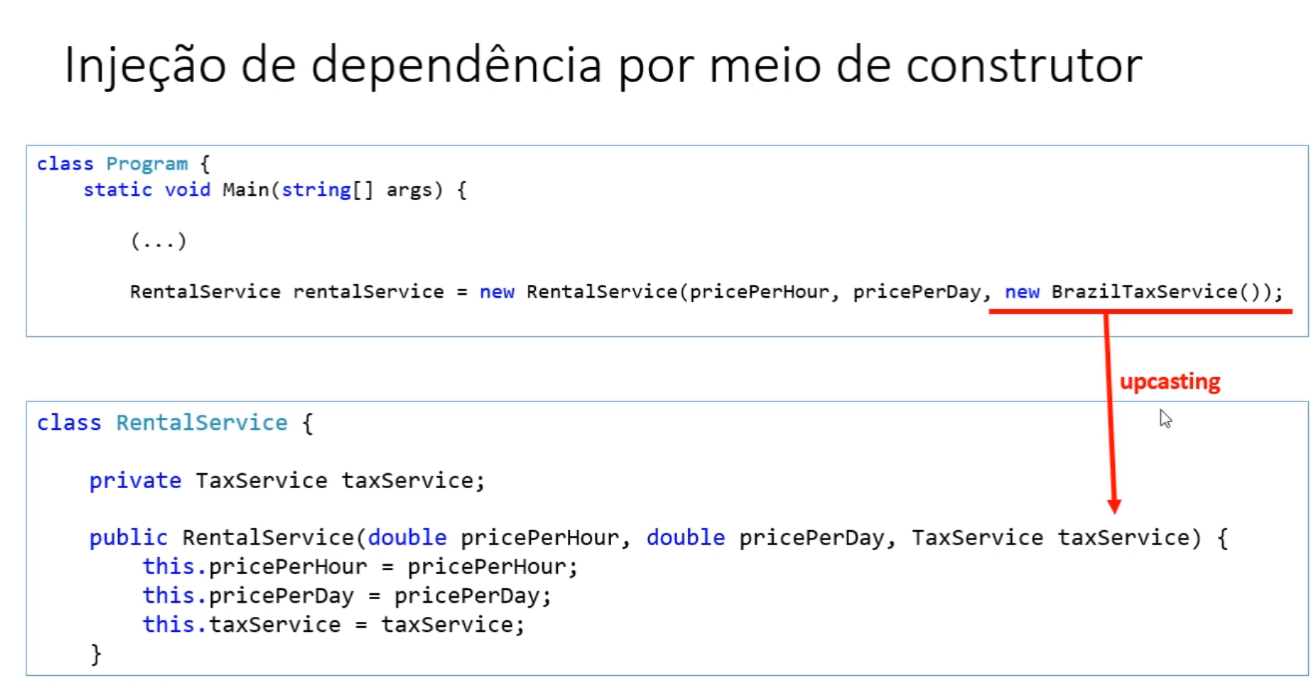 Injeção de dependência por meio de construtor
class Program {
static void Main(string[] args) {
(...)
RentalService rentalService = new RentalService(pricePerHour, pricePerDay, new BrazilTaxService());
upcasting
class RentalService {
private TaxService taxService;
public RentalService(double pricePerHour, double pricePerDay, TaxService taxService) {
this.pricePerHour = pricePerHour;
this.pricePerDay = pricePerDay;
this.taxService = taxService;
}